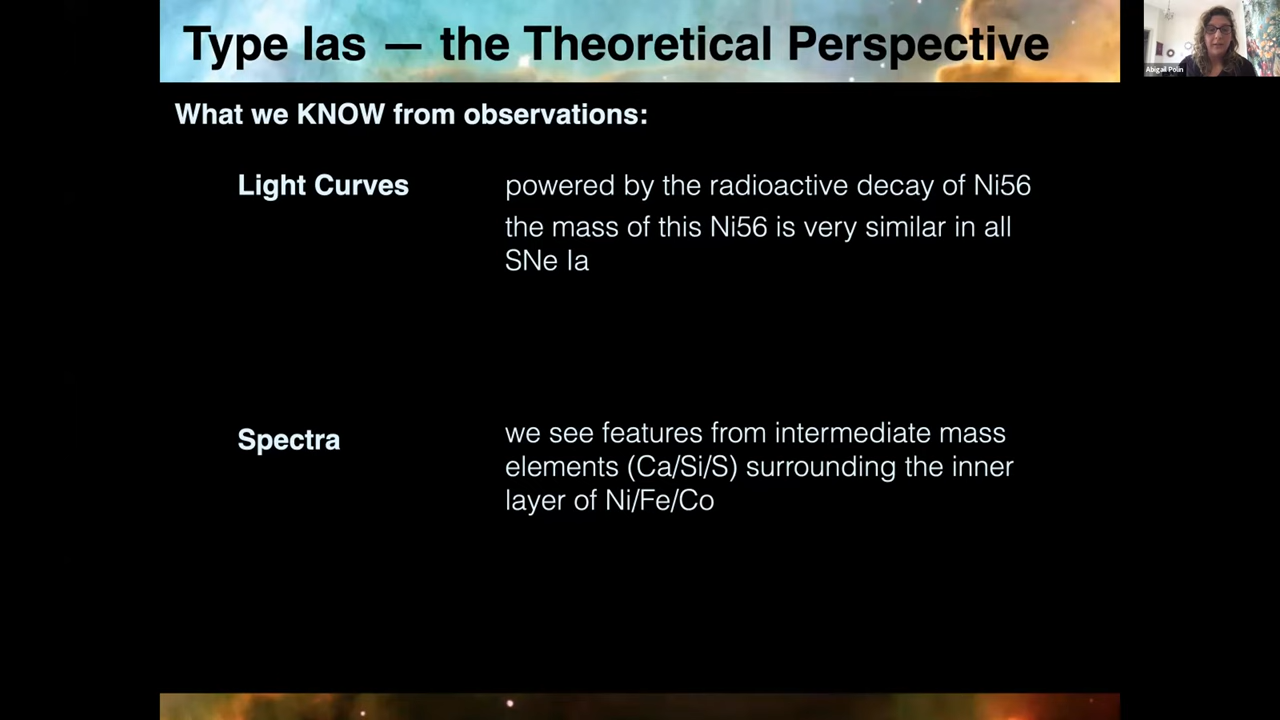 Type Ias — the Theoretical Perspective
Abigail Polin
What we KNOW from observations:
Light Curves
powered by the radioactive decay of Ni56
the mass of this Ni56 is very similar in all
SNe Ia
Spectra
we see features from intermediate mass
elements (Ca/Si/S) surrounding the inner
layer of Ni/Fe/Co